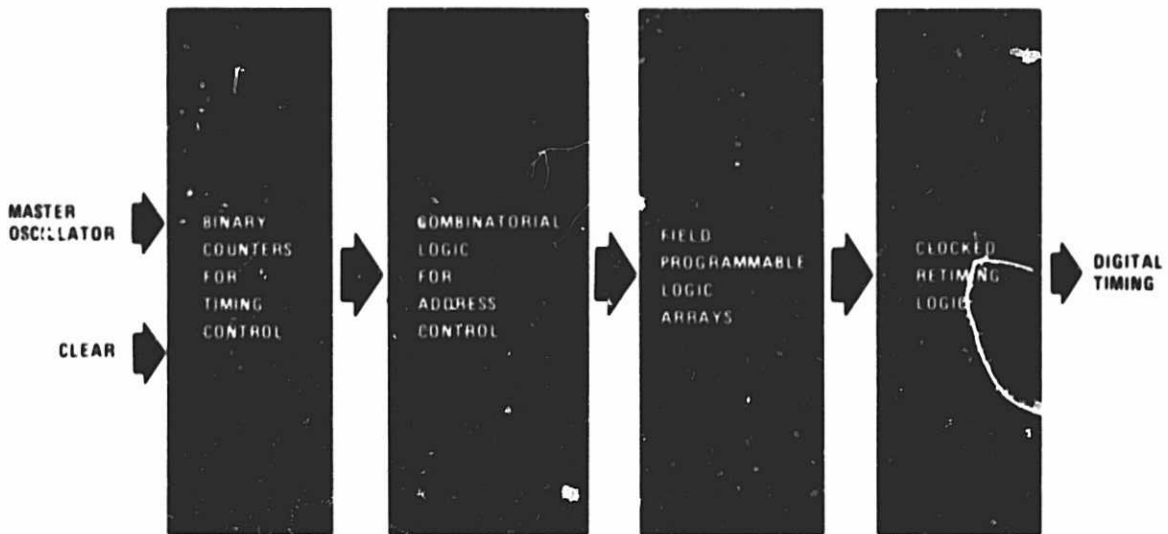 MASTER
OSCILLATOR
CLEAR
BINARY
COUNTERS
FOR
TIMING
CONTROL
COMBINATORIAL
LOGIC
FOR
ADDRESS
CONTROL
FIELD
PROGRAMMABLE
LOGIC
ARRAYS
CLOCKED
RETIMING
LOGIC
DIGITAL
TIMING